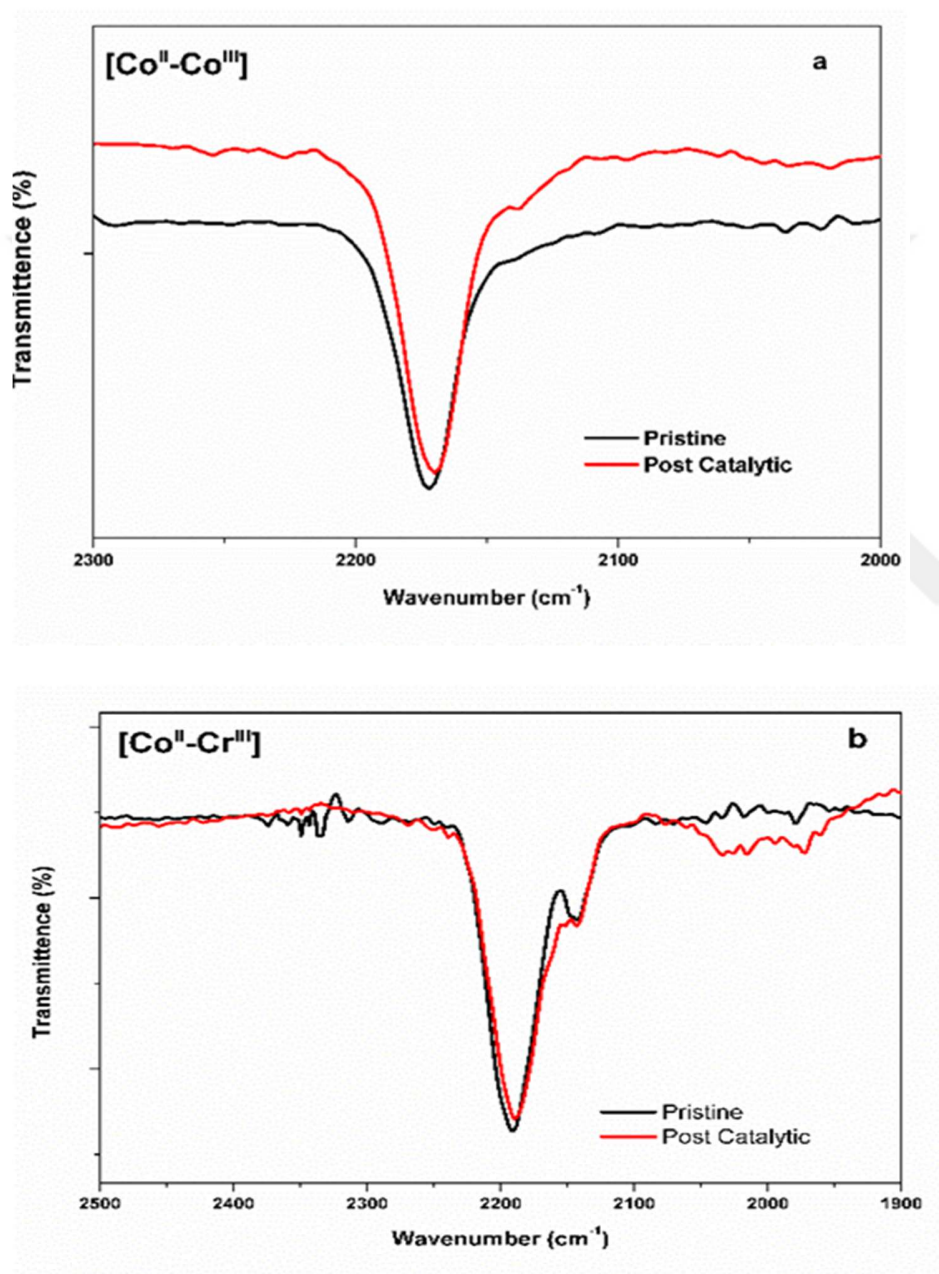 [Co^II-Co^III]
a
Transmittence (%)
Pristine
Post Catalytic
2300 2200 2100 2000
Wavenumber (cm^-1)
[Co^II-Cr^III]
b
Transmittence (%)
Pristine
Post Catalytic
2500 2400 2300 2200 2100 2000 1900
Wavenumber (cm^-1)